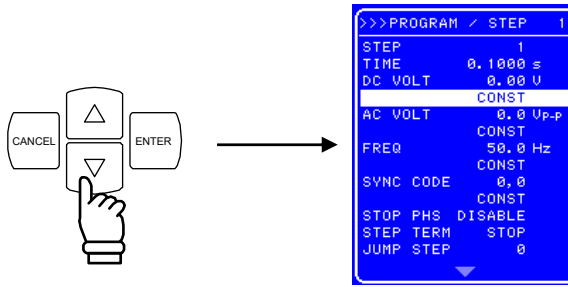 CANCEL
ENTER
>>>PROGRAM / STEP 1
STEP 1
TIME 0.1000 s
DC VOLT 0.00 V
CONST
AC VOLT 0.0 Vp-p
CONST
FREQ 50.0 Hz
CONST
SYNC CODE 0,0
CONST
STOP PHS DISABLE
STEP TERM STOP
JUMP STEP 0